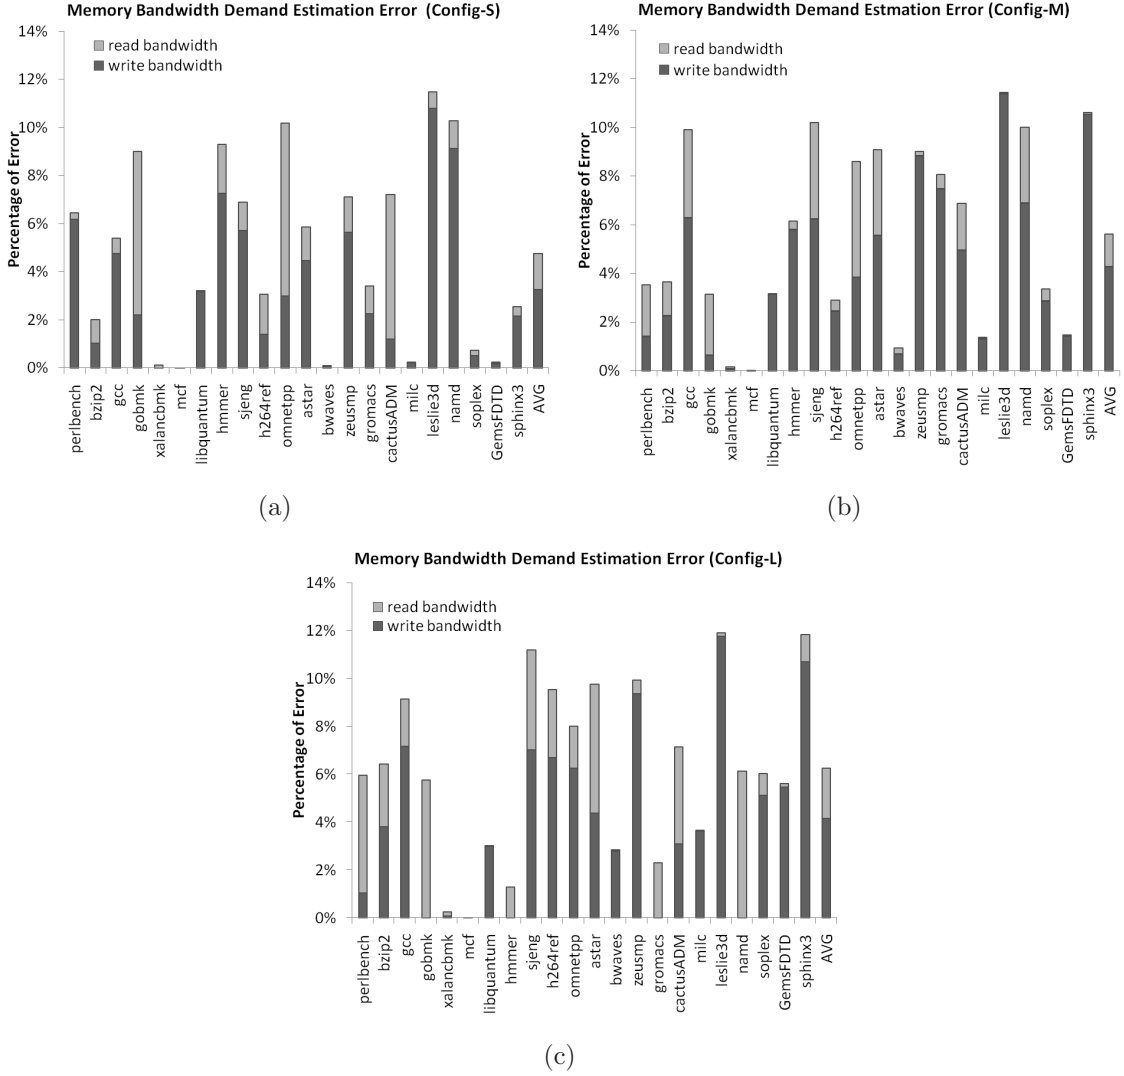 Memory Bandwidth Demand Estimation Error (Config-S)
Percentage of Error
14%
12%
10%
8%
6%
4%
2%
0%
read bandwidth
write bandwidth
perlbench
bzip2
gcc
gobmk
xalancbmk
mcf
libquantum
hmmer
sjeng
h264ref
omnetpp
astar
bwaves
zeusmp
gromacs
cactusADM
milc
leslie3d
namd
soplex
GemsFDTD
sphinx3
AVG
(a)
Memory Bandwidth Demand Estmation Error (Config-M)
Percentage of Error
14%
12%
10%
8%
6%
4%
2%
0%
read bandwidth
write bandwidth
perlbench
bzip2
gcc
gobmk
xalancbmk
mcf
libquantum
hmmer
sjeng
h264ref
omnetpp
astar
bwaves
zeusmp
gromacs
cactusADM
milc
leslie3d
namd
soplex
GemsFDTD
sphinx3
AVG
(b)
Memory Bandwidth Demand Estimation Error (Config-L)
Percentage of Error
14%
12%
10%
8%
6%
4%
2%
0%
read bandwidth
write bandwidth
perlbench
bzip2
gcc
gobmk
xalancbmk
mcf
libquantum
hmmer
sjeng
h264ref
omnetpp
astar
bwaves
zeusmp
gromacs
cactusADM
milc
leslie3d
namd
soplex
GemsFDTD
sphinx3
AVG
(c)